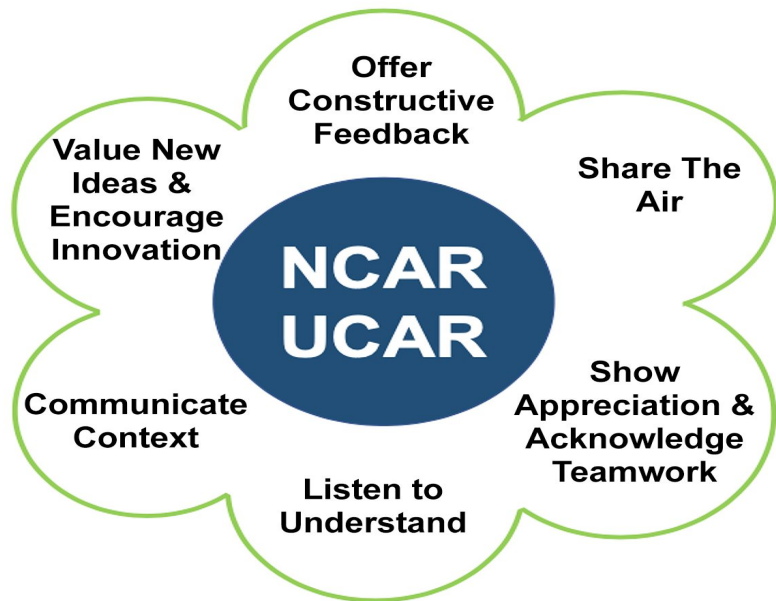 Offer
Constructive
Feedback
Share The
Air
Show
Appreciation &
Acknowledge
Teamwork
Listen to
Understand
Communicate
Context
Value New
Ideas &
Encourage
Innovation
NCAR
UCAR